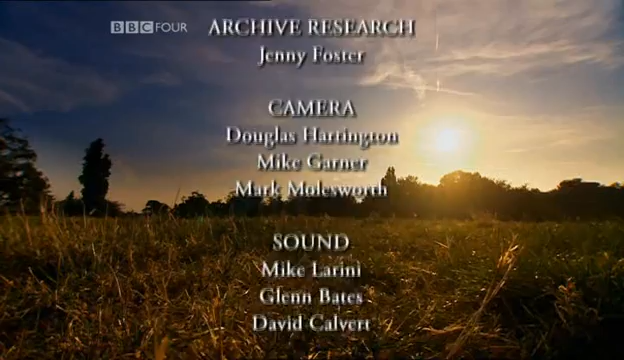 BBC FOUR
ARCHIVE RESEARCH
Jenny Foster
CAMERA
Douglas Hartington
Mike Garner
Mark Molesworth
SOUND
Mike Larini
Glenn Bates
David Calvert